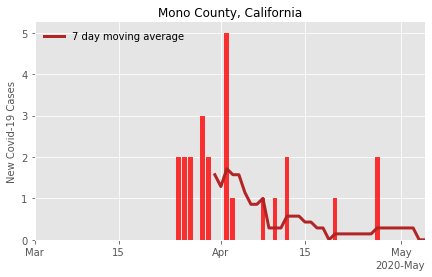 Mono County, California
7 day moving average
New Covid-19 Cases
5
4
3
2
1
0
Mar
15
Apr
15
May
2020-May